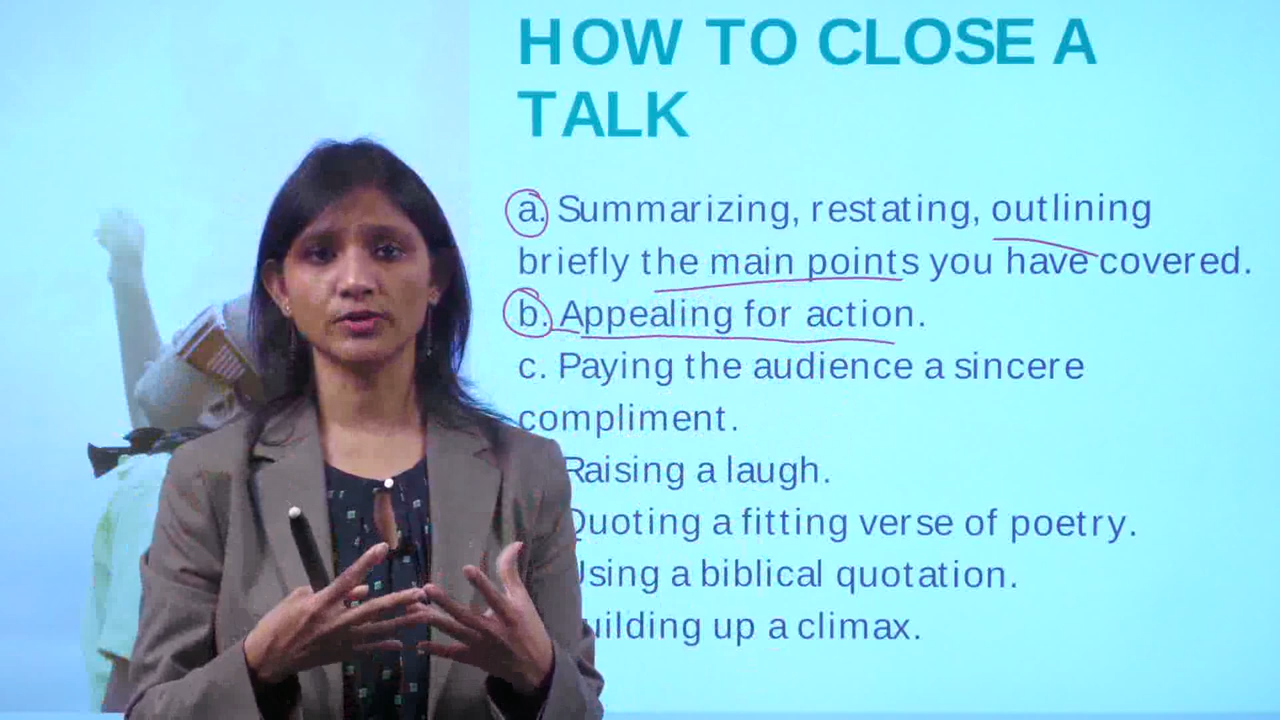 HOW TO CLOSE A
TALK
a. Summarizing, restating, outlining
briefly the main points you have covered.
b. Appealing for action.
c. Paying the audience a sincere
compliment.
Raising a laugh.
Quoting a fitting verse of poetry.
Using a biblical quotation.
uilding up a climax.